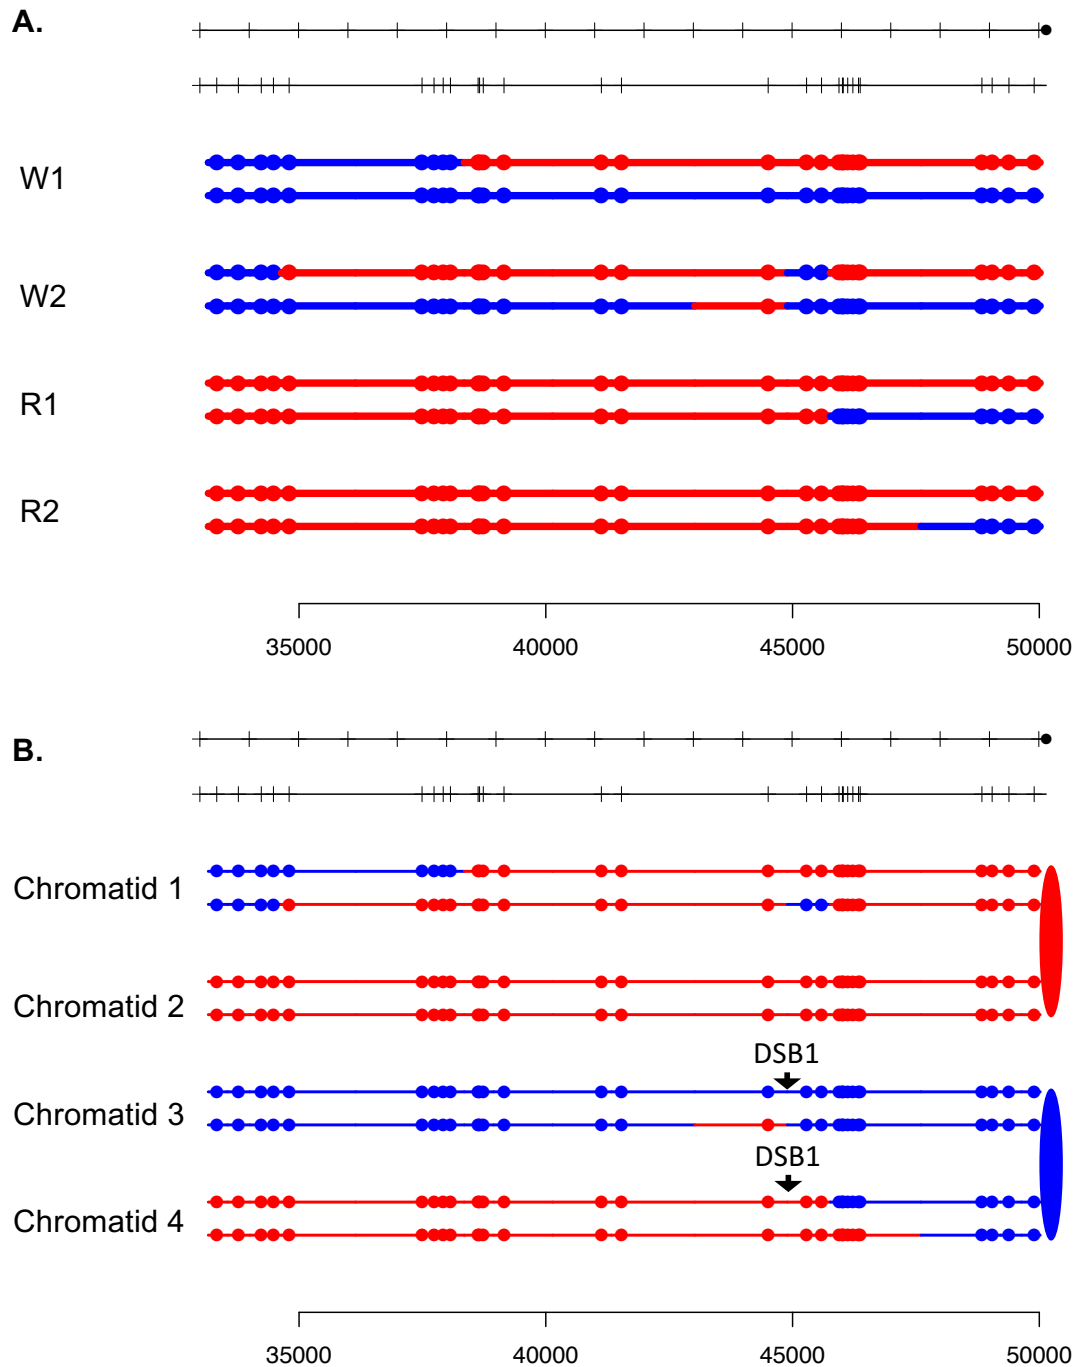 A.
W1
W2
R1
R2
35000 40000 45000 50000
B.
Chromatid 1
Chromatid 2
DSB1
Chromatid 3
DSB1
Chromatid 4
35000 40000 45000 50000